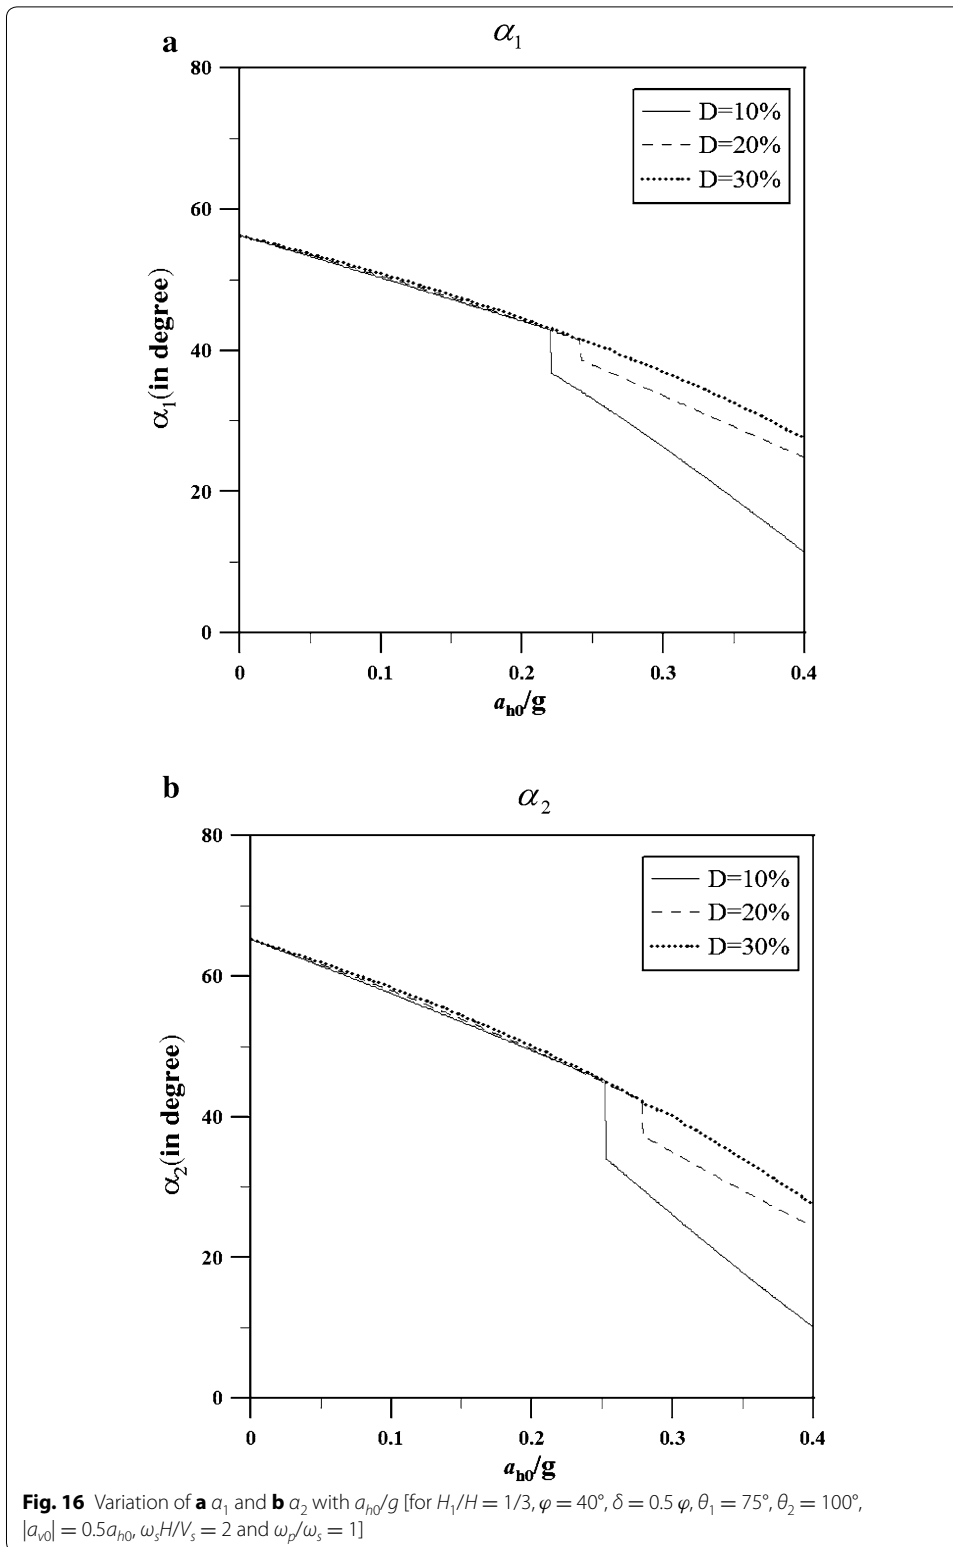 a
α₁
80
60
40
20
0
α₁(in degree)
D=10%
D=20%
D=30%
0 0.1 0.2 0.3 0.4
aₕ₀/g
b
α₂
80
60
40
20
0
α₂(in degree)
D=10%
D=20%
D=30%
0 0.1 0.2 0.3 0.4
aₕ₀/g
Fig. 16 Variation of a α₁ and b α₂ with aₕ₀/g [for H₁/H = 1/3, φ = 40°, δ = 0.5 φ, θ₁ = 75°, θ₂ = 100°,
|aᵥ₀| = 0.5aₕ₀, ωₛH/Vₛ = 2 and ωₚ/ωₛ = 1]